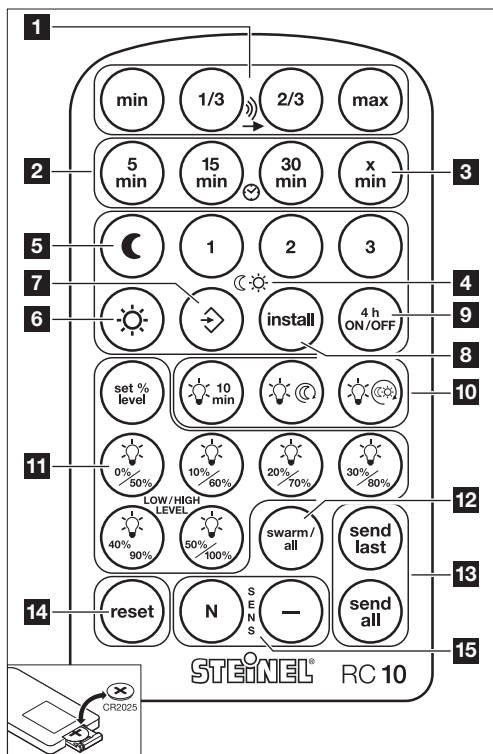 1
min 1/3 2/3 max
2
5 min
15 min
30 min
x min
3
5
1 2 3
7
4
6
install
4 h ON/OFF
9
8
set % level
10 min
10
11
0%/50%
10%/60%
20%/70%
30%/80%
LOW/HIGH LEVEL
12
40%/90%
50%/100%
swarm/all
send last
13
14
reset
N
SENS
–
send all
15
STEINEL® RC 10
CR2025